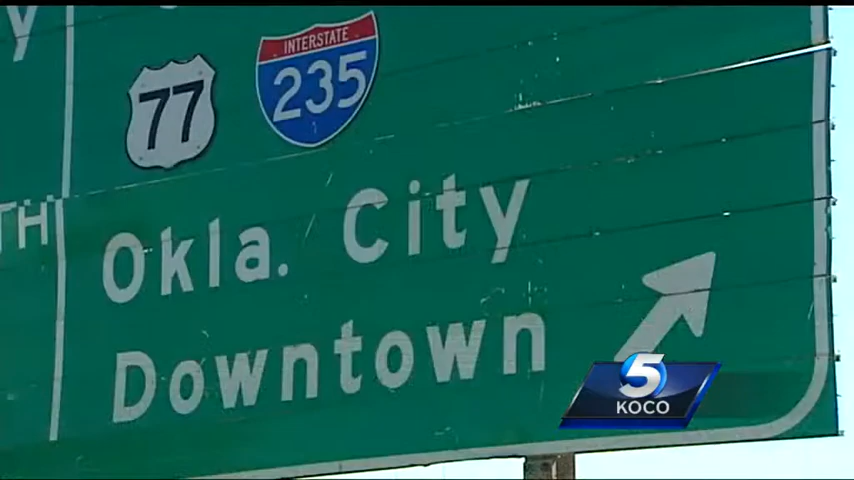 y
INTERSTATE
77 235
TH
Okla. City
Downtown
5
KOCO